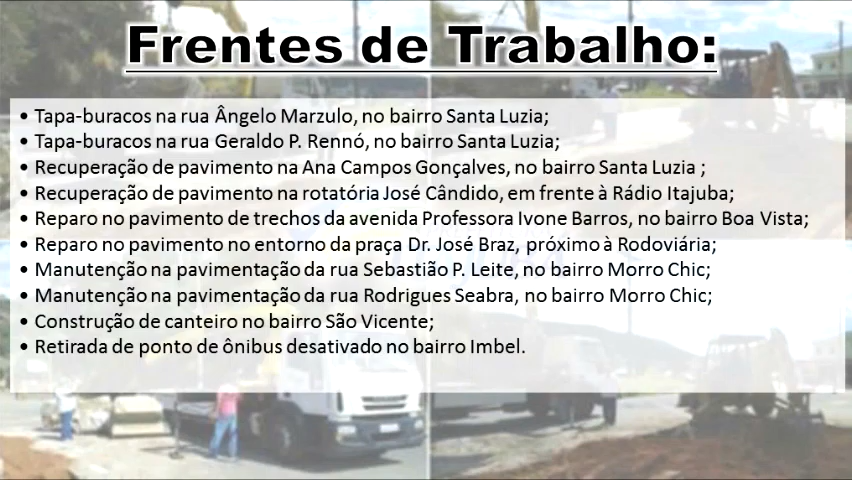 Frentes de Trabalho:
• Tapa-buracos na rua Ângelo Marzulo, no bairro Santa Luzia;
• Tapa-buracos na rua Geraldo P. Rennó, no bairro Santa Luzia;
• Recuperação de pavimento na Ana Campos Gonçalves, no bairro Santa Luzia ;
• Recuperação de pavimento na rotatória José Cândido, em frente à Rádio Itajuba;
• Reparo no pavimento de trechos da avenida Professora Ivone Barros, no bairro Boa Vista;
• Reparo no pavimento no entorno da praça Dr. José Braz, próximo à Rodoviária;
• Manutenção na pavimentação da rua Sebastião P. Leite, no bairro Morro Chic;
• Manutenção na pavimentação da rua Rodrigues Seabra, no bairro Morro Chic;
• Construção de canteiro no bairro São Vicente;
• Retirada de ponto de ônibus desativado no bairro Imbel.